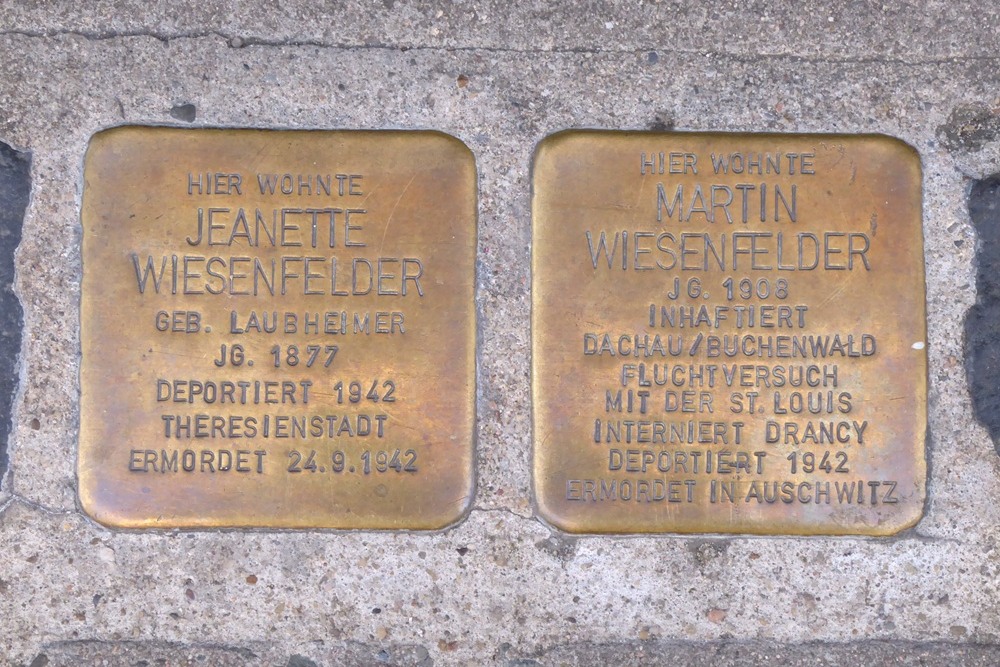 HIER WOHNTE
JEANETTE
WIESENFELDER
GEB. LAUBHEIMER
JG. 1877
DEPORTIERT 1942
THERESIENSTADT
ERMORDET 24.9.1942
HIER WOHNTE
MARTIN
WIESENFELDER
JG. 1908
INHAFTIERT
DACHAU/BUCHENWALD
FLUCHTVERSUCH
MIT DER ST. LOUIS
INTERNIERT DRANCY
DEPORTIERT 1942
ERMORDET IN AUSCHWITZ